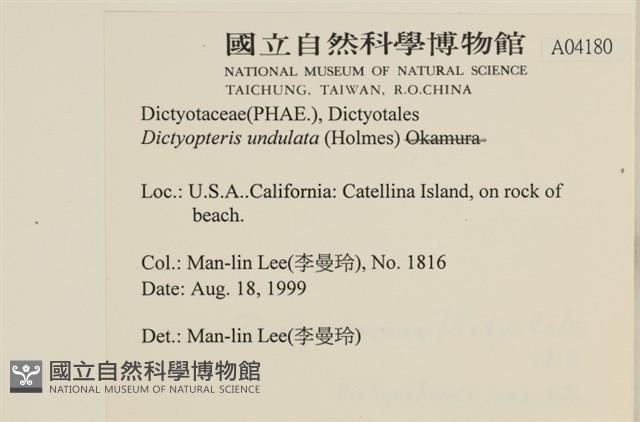 國立自然科學博物館
A04180
NATIONAL MUSEUM OF NATURAL SCIENCE
TAICHUNG, TAIWAN, R.O.CHINA
Dictyotaceae(PHAE.), Dictyotales
Dictyopteris undulata (Holmes) Okamura
Loc.: U.S.A..California: Catellina Island, on rock of
beach.
Col.: Man-lin Lee(李曼玲), No. 1816
Date: Aug. 18, 1999
Det.: Man-lin Lee(李曼玲)
國立自然科學博物館
NATIONAL MUSEUM OF NATURAL SCIENCE